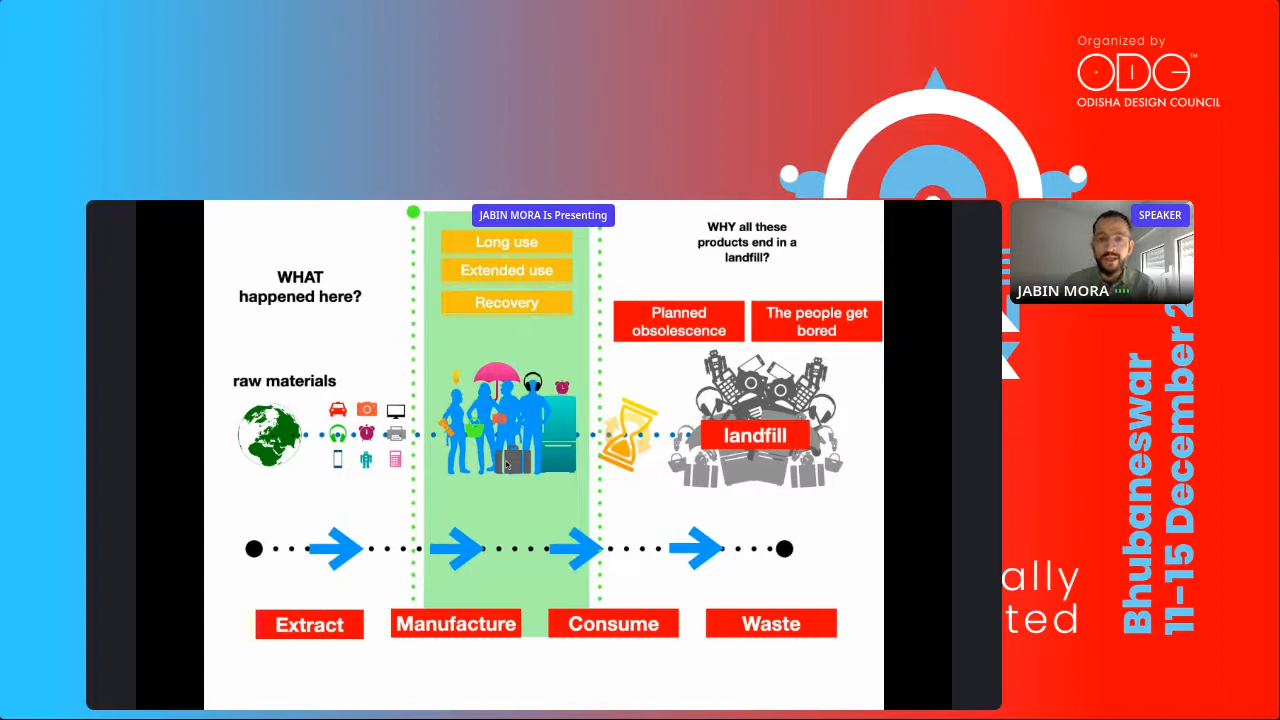 Organized by
ODC™
ODISHA DESIGN COUNCIL
JABIN MORA Is Presenting
SPEAKER
JABIN MORA
WHAT
happened here?
Long use
Extended use
Recovery
WHY all these
products end in a
landfill?
Planned
obsolescence
The people get
bored
raw materials
landfill
Extract
Manufacture
Consume
Waste
ally
ted
Bhubaneswar
11-15 December 2